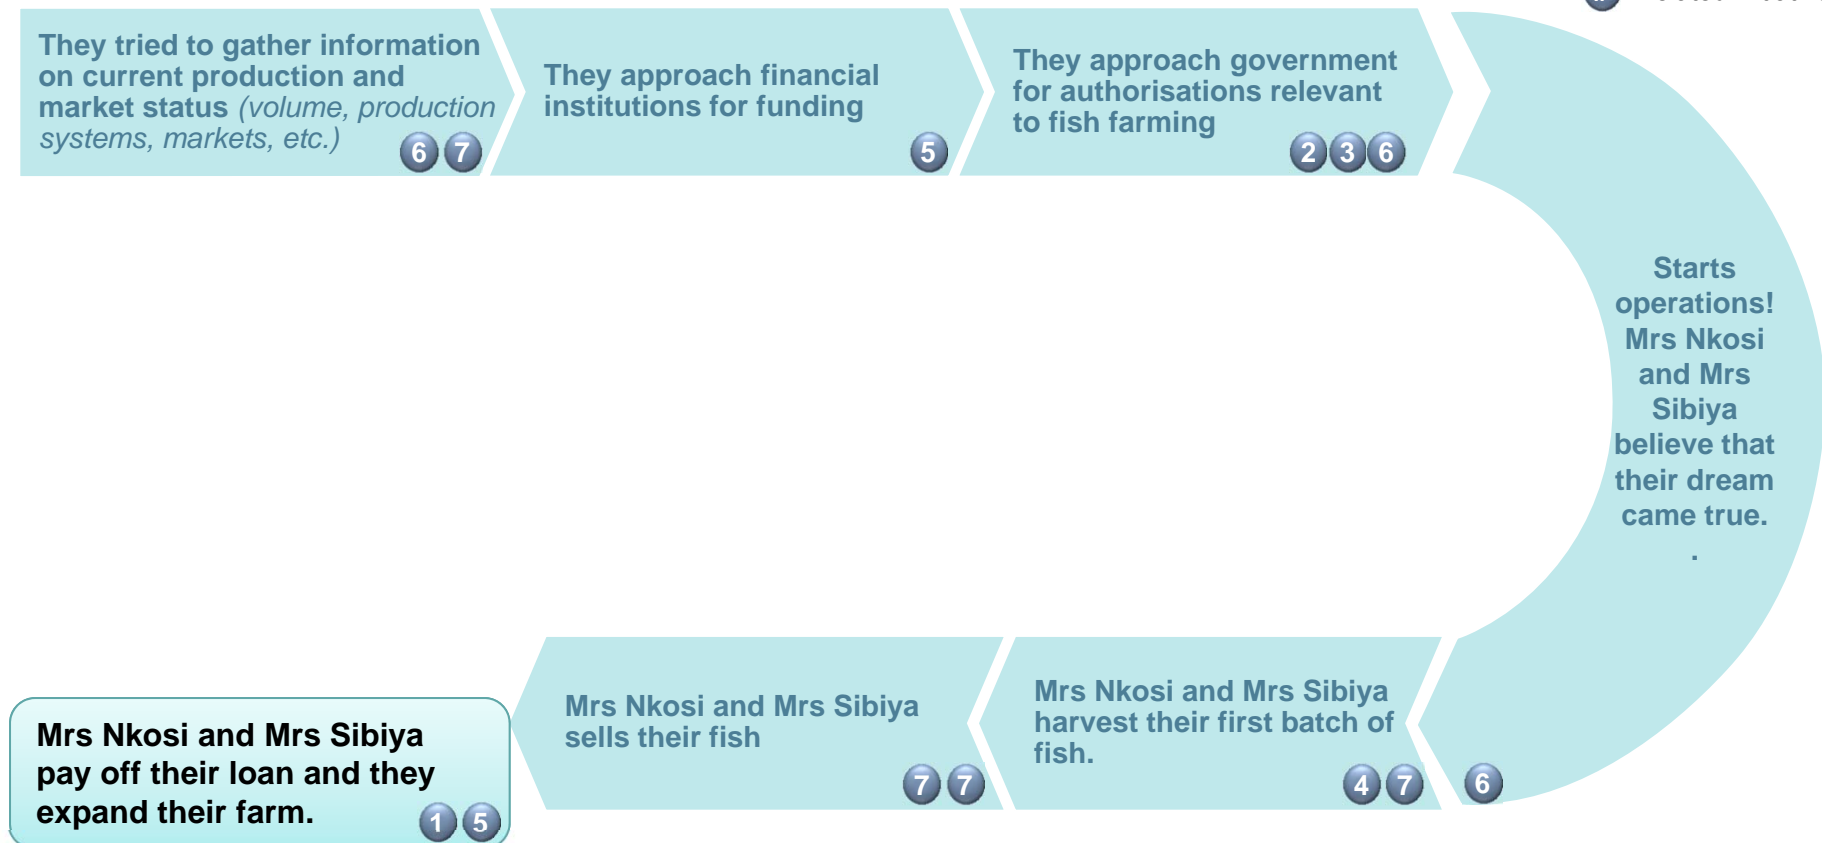 They tried to gather information
on current production and
market status (volume, production
systems, markets, etc.)
6 7
They approach financial
institutions for funding
5
They approach government
for authorisations relevant
to fish farming
2 3 6
Starts
operations!
Mrs Nkosi
and Mrs
Sibiya
believe that
their dream
came true.
.
6
Mrs Nkosi and Mrs Sibiya
harvest their first batch of
fish.
4 7
Mrs Nkosi and Mrs Sibiya
sells their fish
7 7
Mrs Nkosi and Mrs Sibiya
pay off their loan and they
expand their farm.
1 5